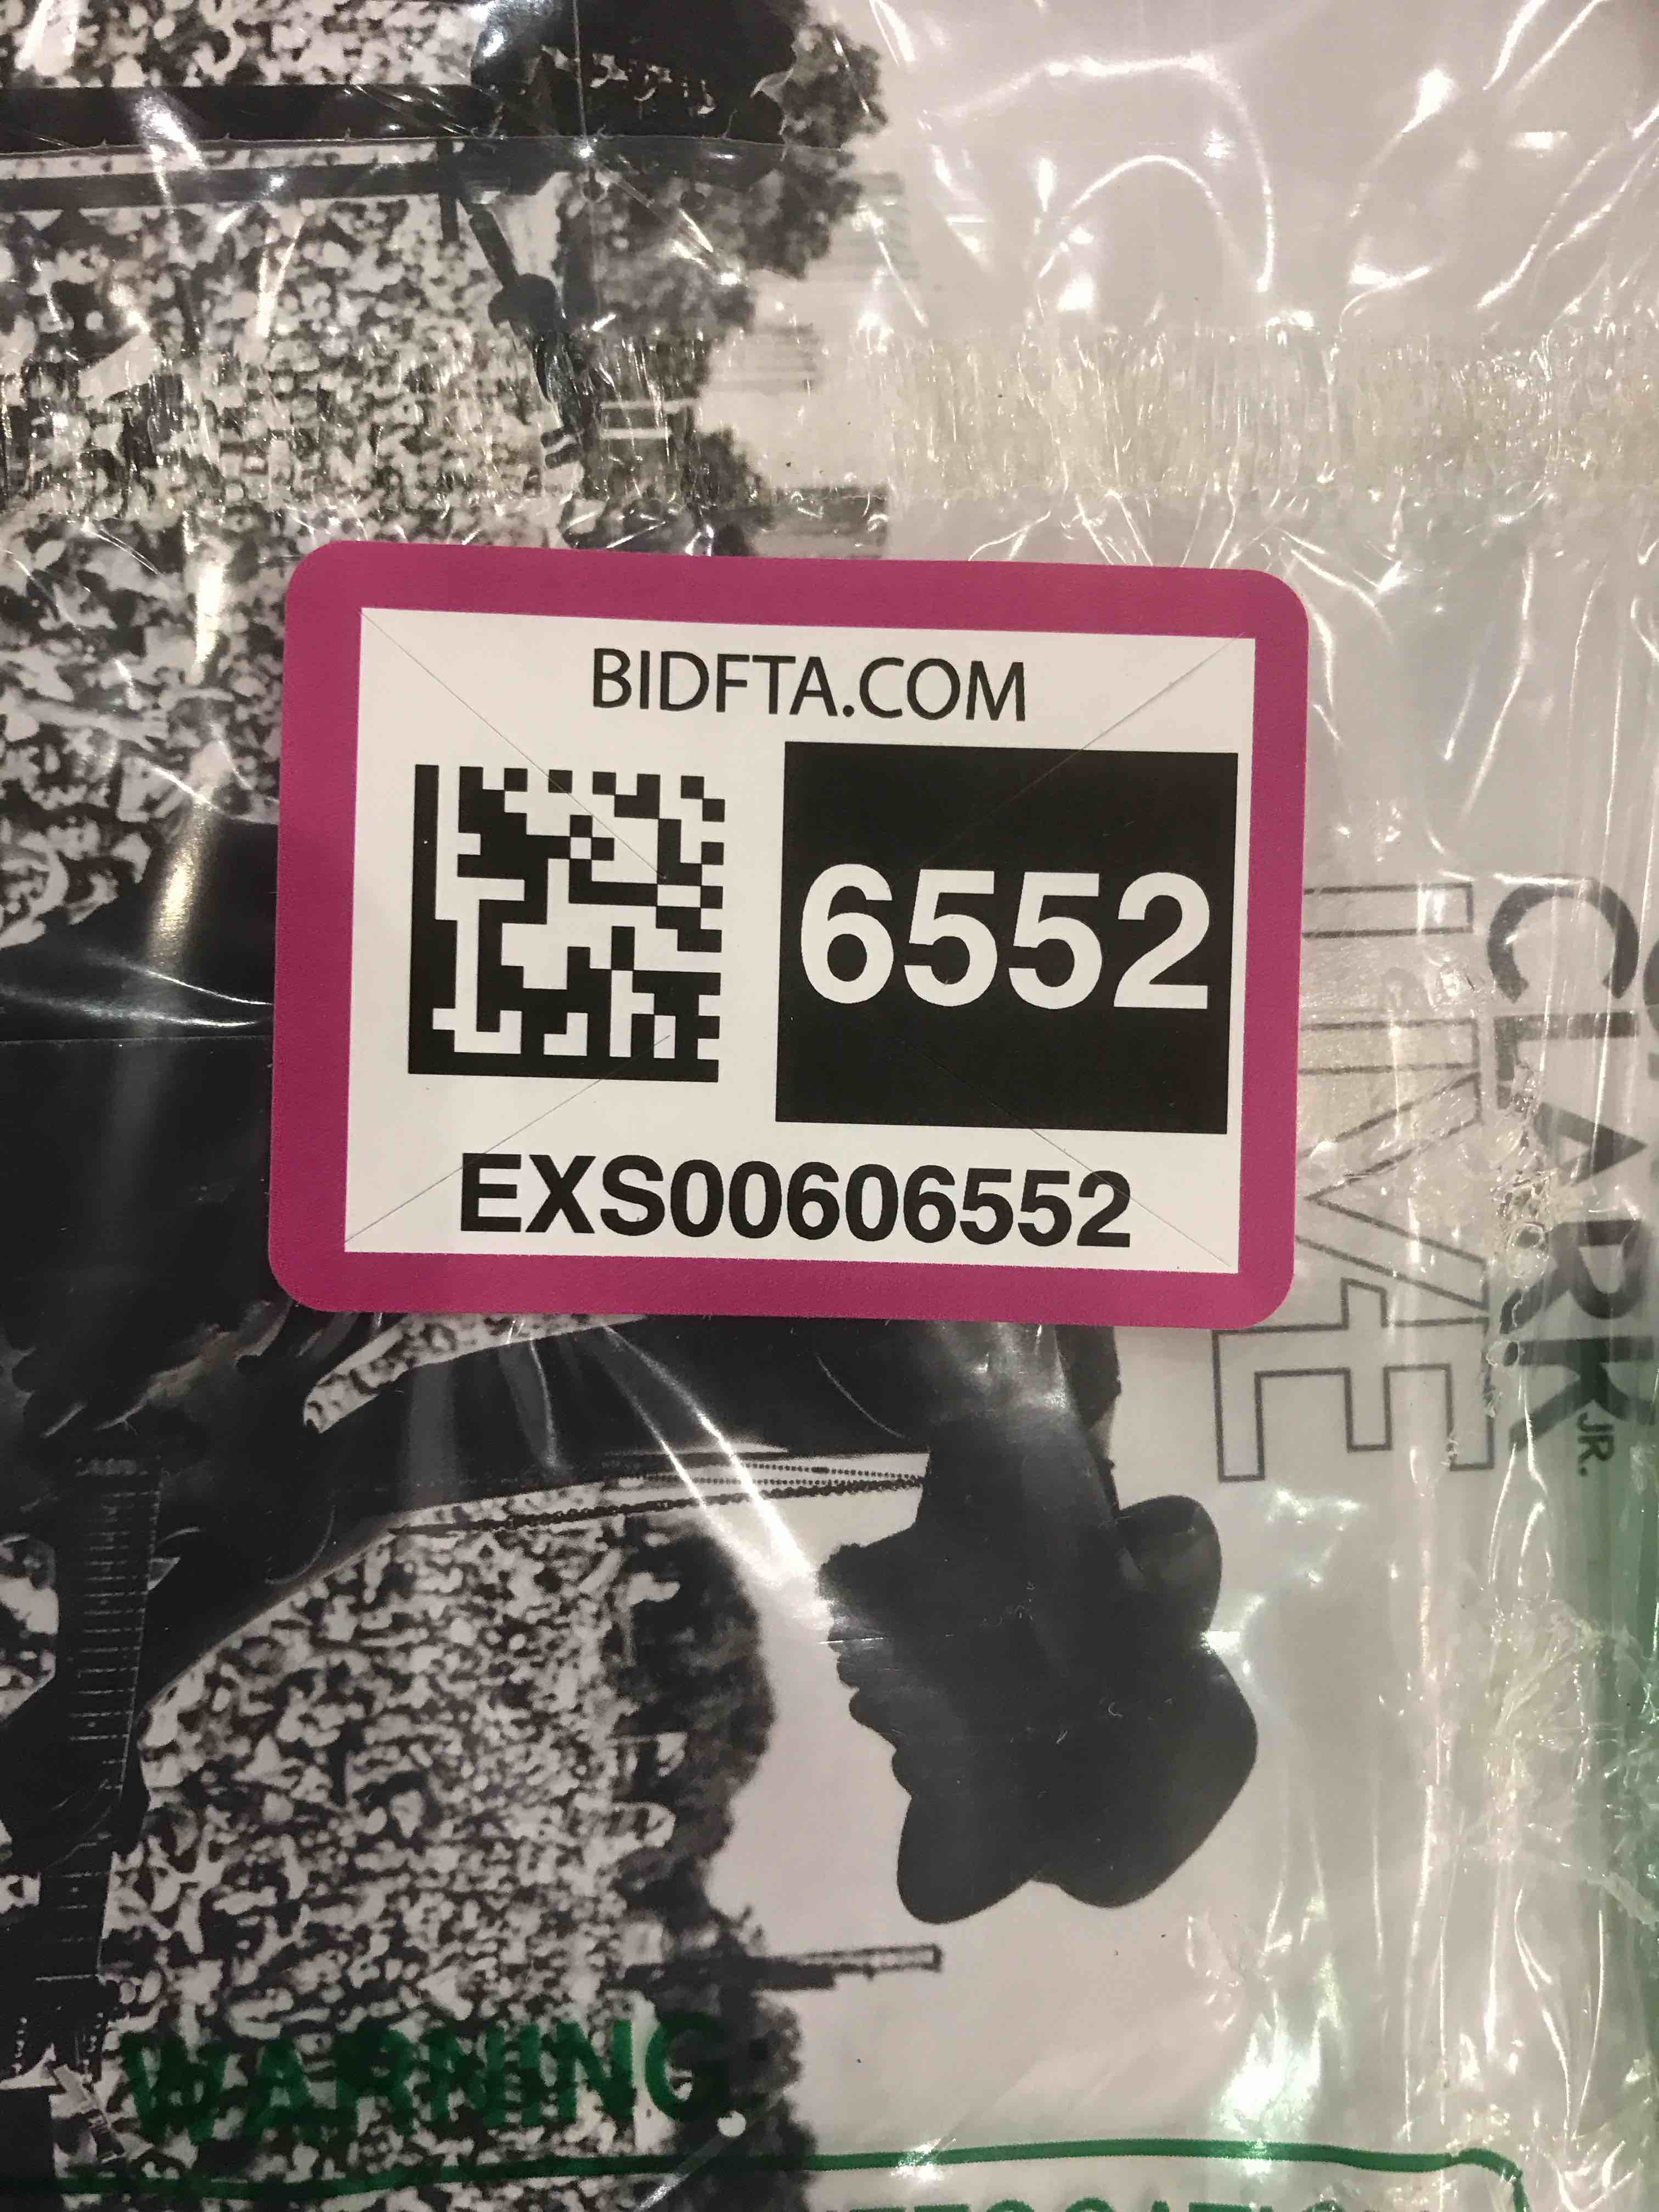 BIDFTA.COM
6552
EXS00606552
CLARK JR.
LIVE
WARNING: